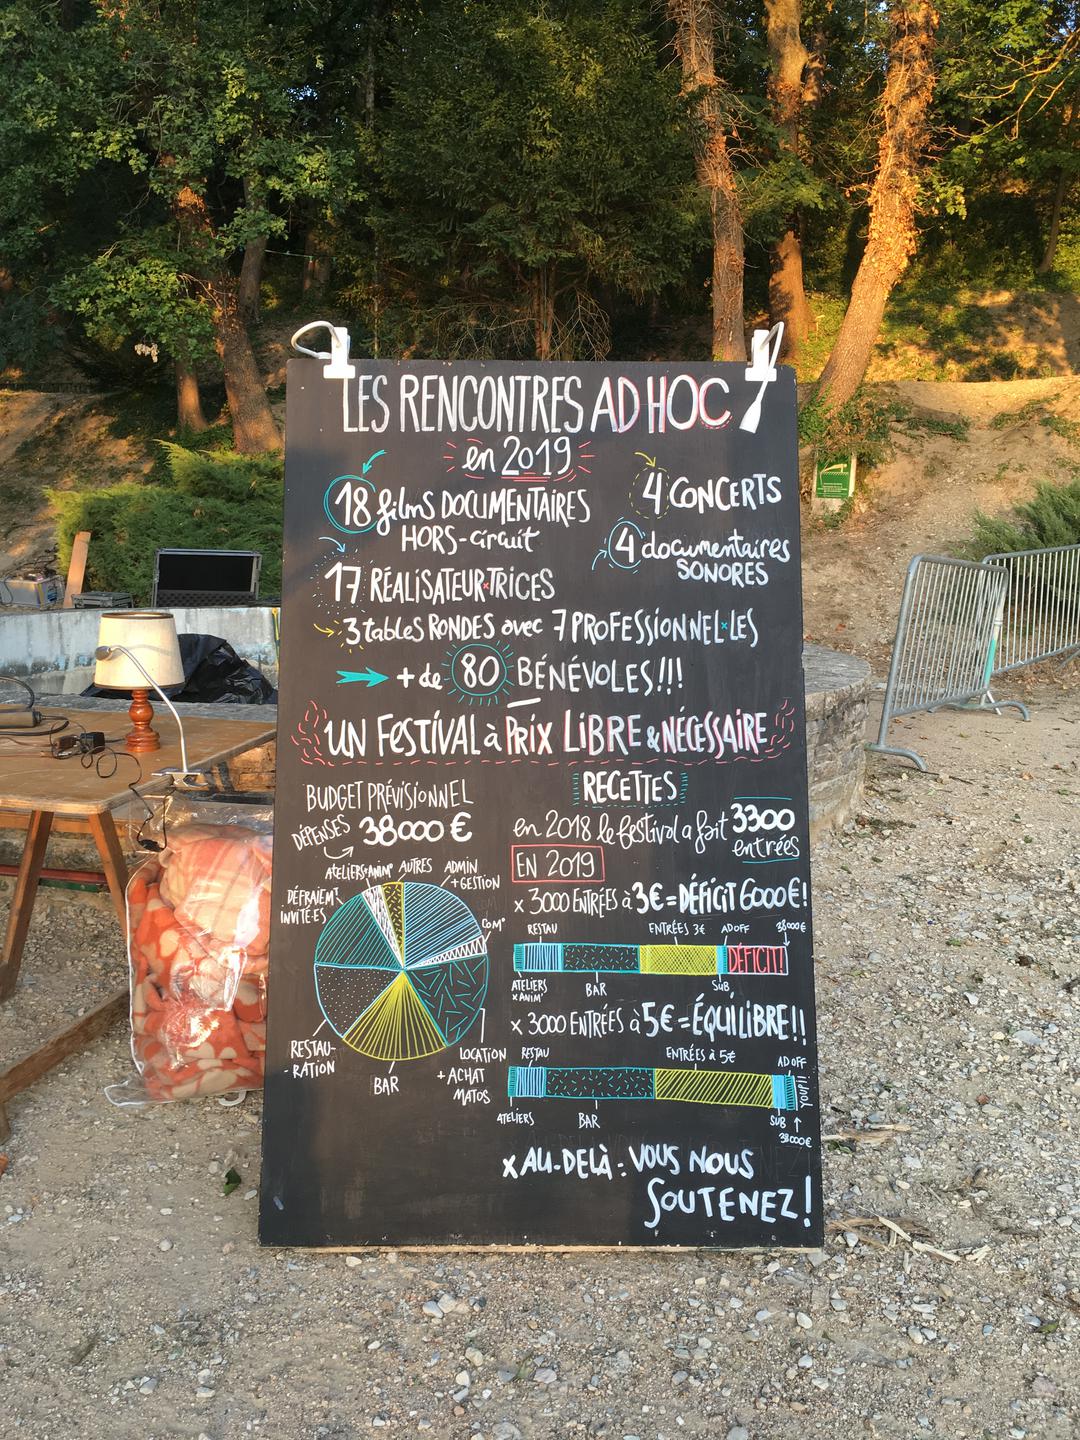 LES RENCONTRES AD HOC
en 2019
18 films DOCUMENTAIRES
HORS-circuit
4 CONCERTS
4 documentaires
SONORES
17 RÉALISATEUR×TRICES
3 tables RONDES avec 7 PROFESSIONNEL×LES
+ de 80 BÉNÉVOLES!!!
UN FESTIVAL à PRIX LIBRE & NÉCESSAIRE
BUDGET PRÉVISIONNEL
DÉPENSES 38000 €
ATELIERS×ANIM°
AUTRES
ADMIN
+GESTION
DÉFRAIEMt
INVITÉ·ES
COM°
RESTAU-
RATION
BAR
LOCATION
+ ACHAT
MATOS
RECETTES
en 2018 le festival a fait 3300
entrées
EN 2019
× 3000 ENTRÉES à 3€ = DÉFICIT 6000€!
RESTAU
ENTRÉES 3€
AD OFF
38000€
DÉFICIT!
ATELIERS
×ANIM°
BAR
SUB
× 3000 ENTRÉES à 5€ = ÉQUILIBRE!!
RESTAU
ENTRÉES à 5€
AD OFF
YOUPI!!
ATELIERS
BAR
SUB
38000€
× AU-DELÀ: VOUS NOUS
SOUTENEZ!